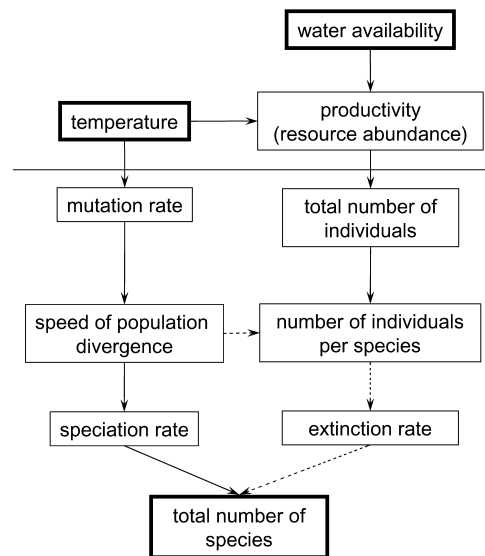 water availability
productivity
(resource abundance)
temperature
mutation rate
total number of
individuals
speed of population
divergence
number of individuals
per species
speciation rate
extinction rate
total number of
species